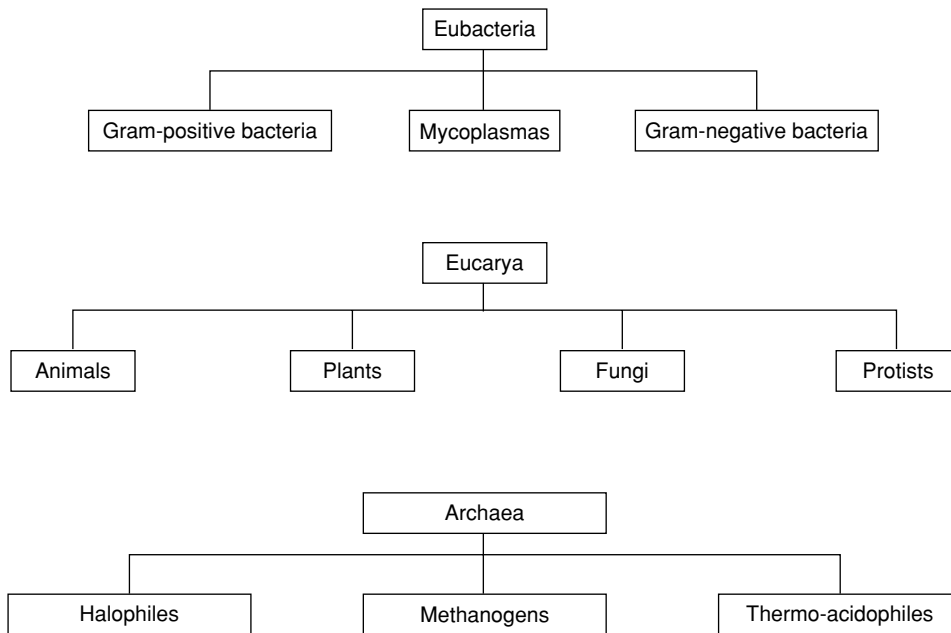 Eubacteria
Gram-positive bacteria
Mycoplasmas
Gram-negative bacteria
Eucarya
Animals
Plants
Fungi
Protists
Archaea
Halophiles
Methanogens
Thermo-acidophiles